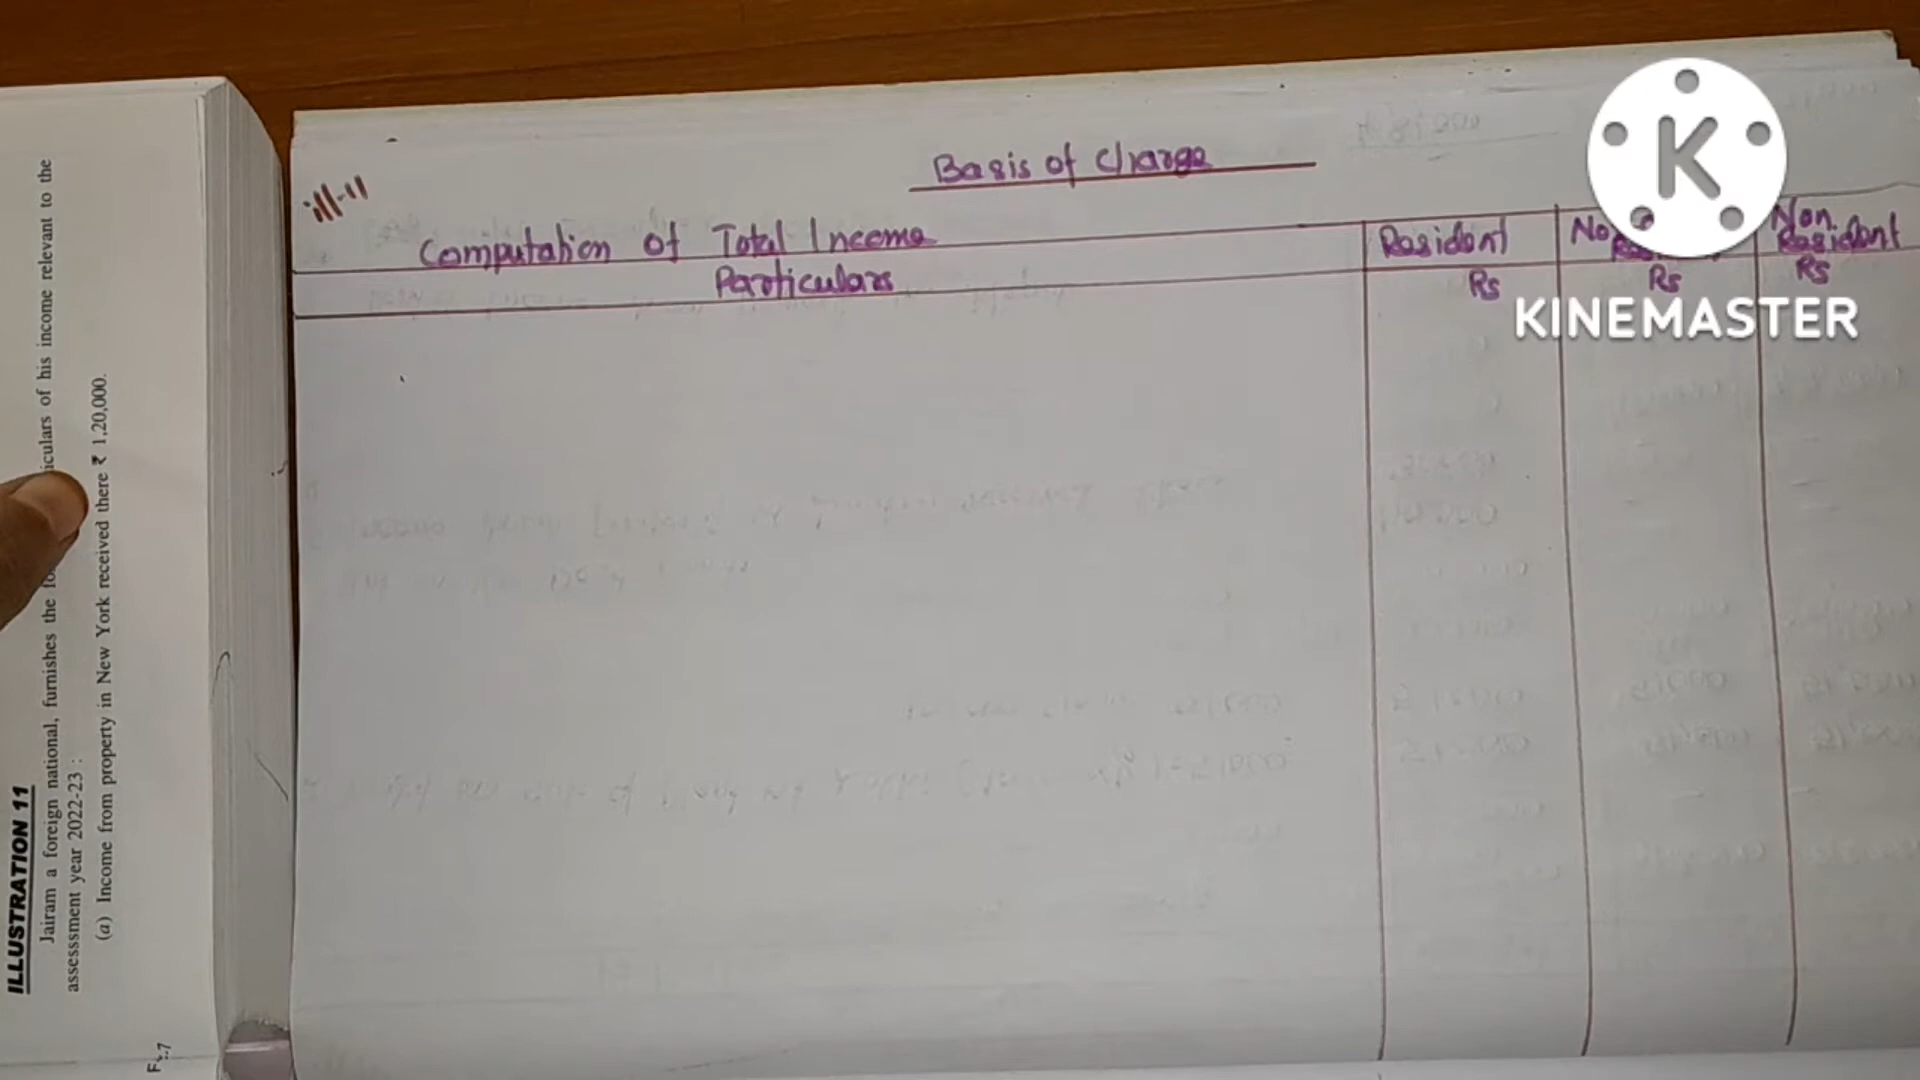 ILLUSTRATION 11
Jairam a foreign national, furnishes the iculars of his income relevant to the
assesssment year 2022-23 :
(a) Income from property in New York received there ₹ 1,20,000.
ill-11
Basis of Charge
Computation of Total Income
Resident
No
Non
Resident
Particulars
Rs
Rs
Rs
K
KINEMASTER